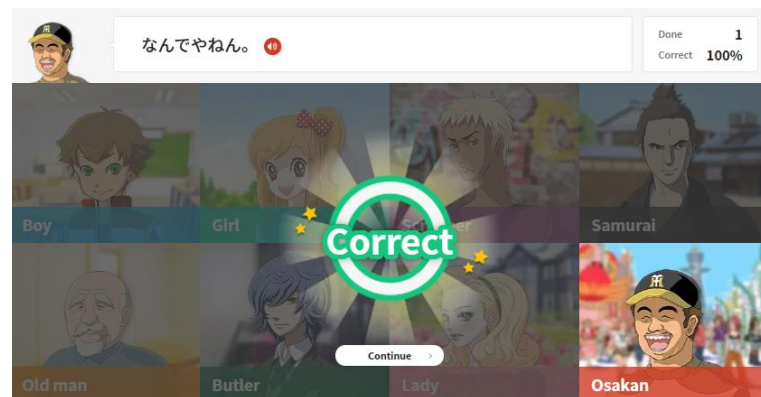 なんでやねん。
Done 1
Correct 100%
Boy
Girl
Samurai
Correct
Continue
Old man
Butler
Lady
Osakan